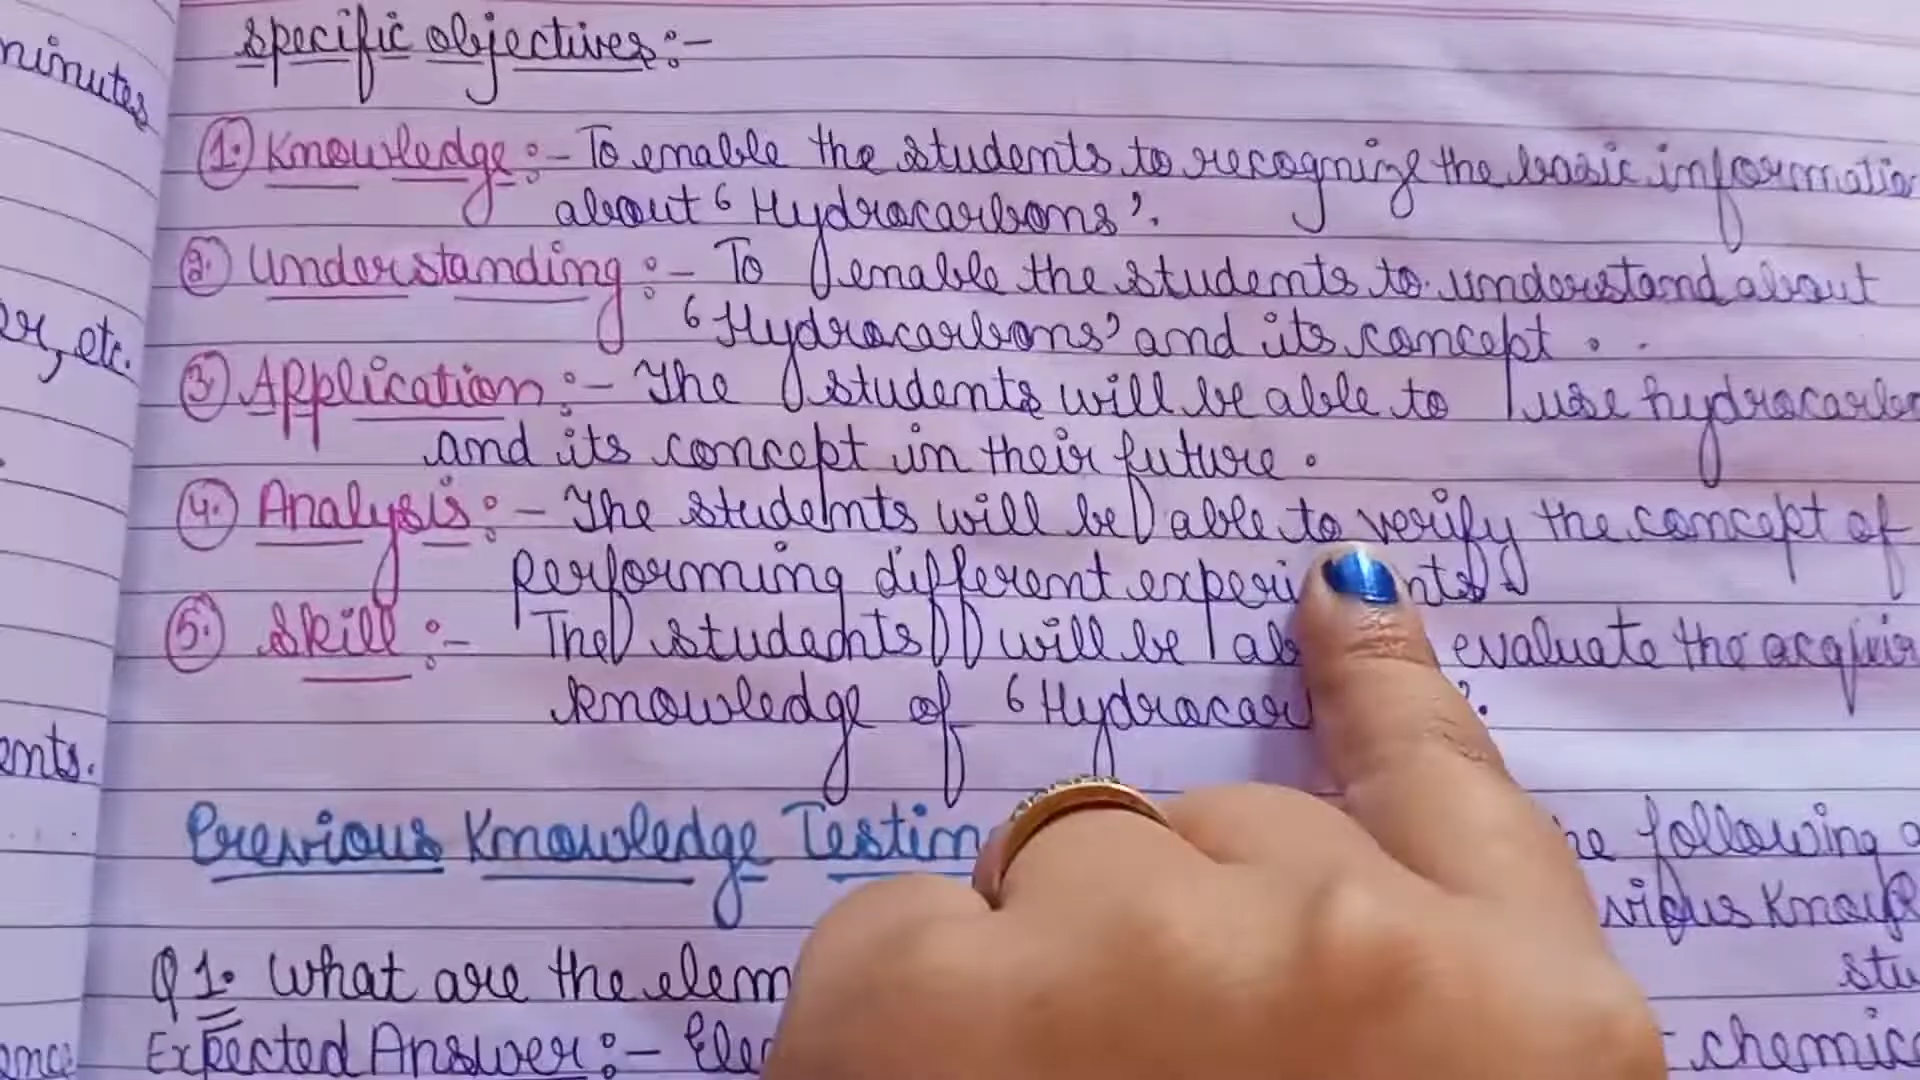 minutes
er, etc.
ents.
Specific objectives:-
1. Knowledge:- To enable the students to recognize the basic informatio
about 'Hydrocarbons'.
2. Understanding:- To enable the students to understand about
'Hydrocarbons' and its concept.
3. Application:- The students will be able to use hydrocarbo
and its concept in their future.
4. Analysis:- The students will be able to verify the concept of
performing different experi nts.
5. Skill:- The students will be ab evaluate the acquir
knowledge of 'Hydrocar '.
Previous Knowledge Testin he following
vious Knowl
stu
Q1. What are the elem
Expected Answer:- Ele chemic